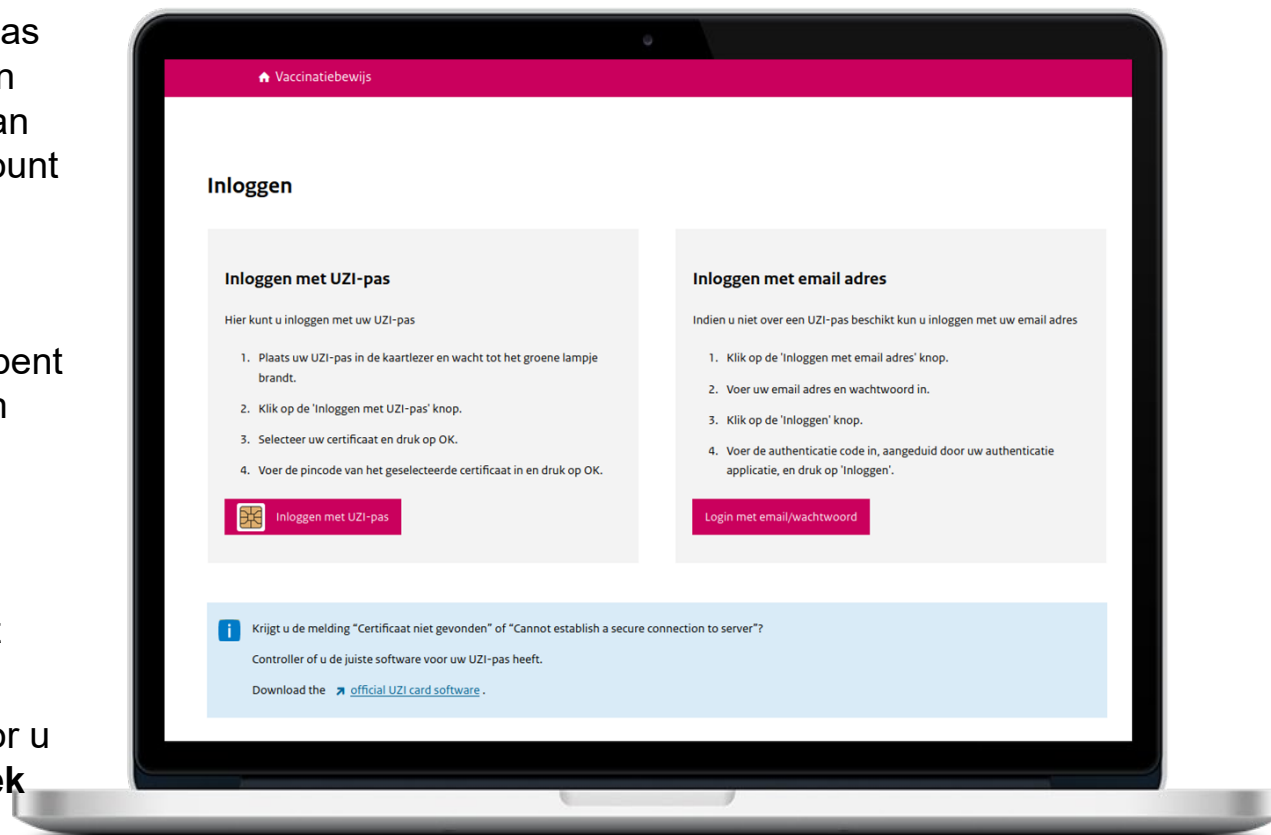 as
n
an
ount
bent
n
t
or u
ek
Vaccinatiebewijs
Inloggen
Inloggen met UZI-pas
Hier kunt u inloggen met uw UZI-pas
1. Plaats uw UZI-pas in de kaartlezer en wacht tot het groene lampje
brandt.
2. Klik op de 'Inloggen met UZI-pas' knop.
3. Selecteer uw certificaat en druk op OK.
4. Voer de pincode van het geselecteerde certificaat in en druk op OK.
Inloggen met UZI-pas
Inloggen met email adres
Indien u niet over een UZI-pas beschikt kun u inloggen met uw email adres
1. Klik op de 'Inloggen met email adres' knop.
2. Voer uw email adres en wachtwoord in.
3. Klik op de 'Inloggen' knop.
4. Voer de authenticatie code in, aangeduid door uw authenticatie
applicatie, en druk op 'Inloggen'.
Login met email/wachtwoord
i
Krijgt u de melding “Certificaat niet gevonden” of “Cannot establish a secure connection to server”?
Controller of u de juiste software voor uw UZI-pas heeft.
Download the official UZI card software .